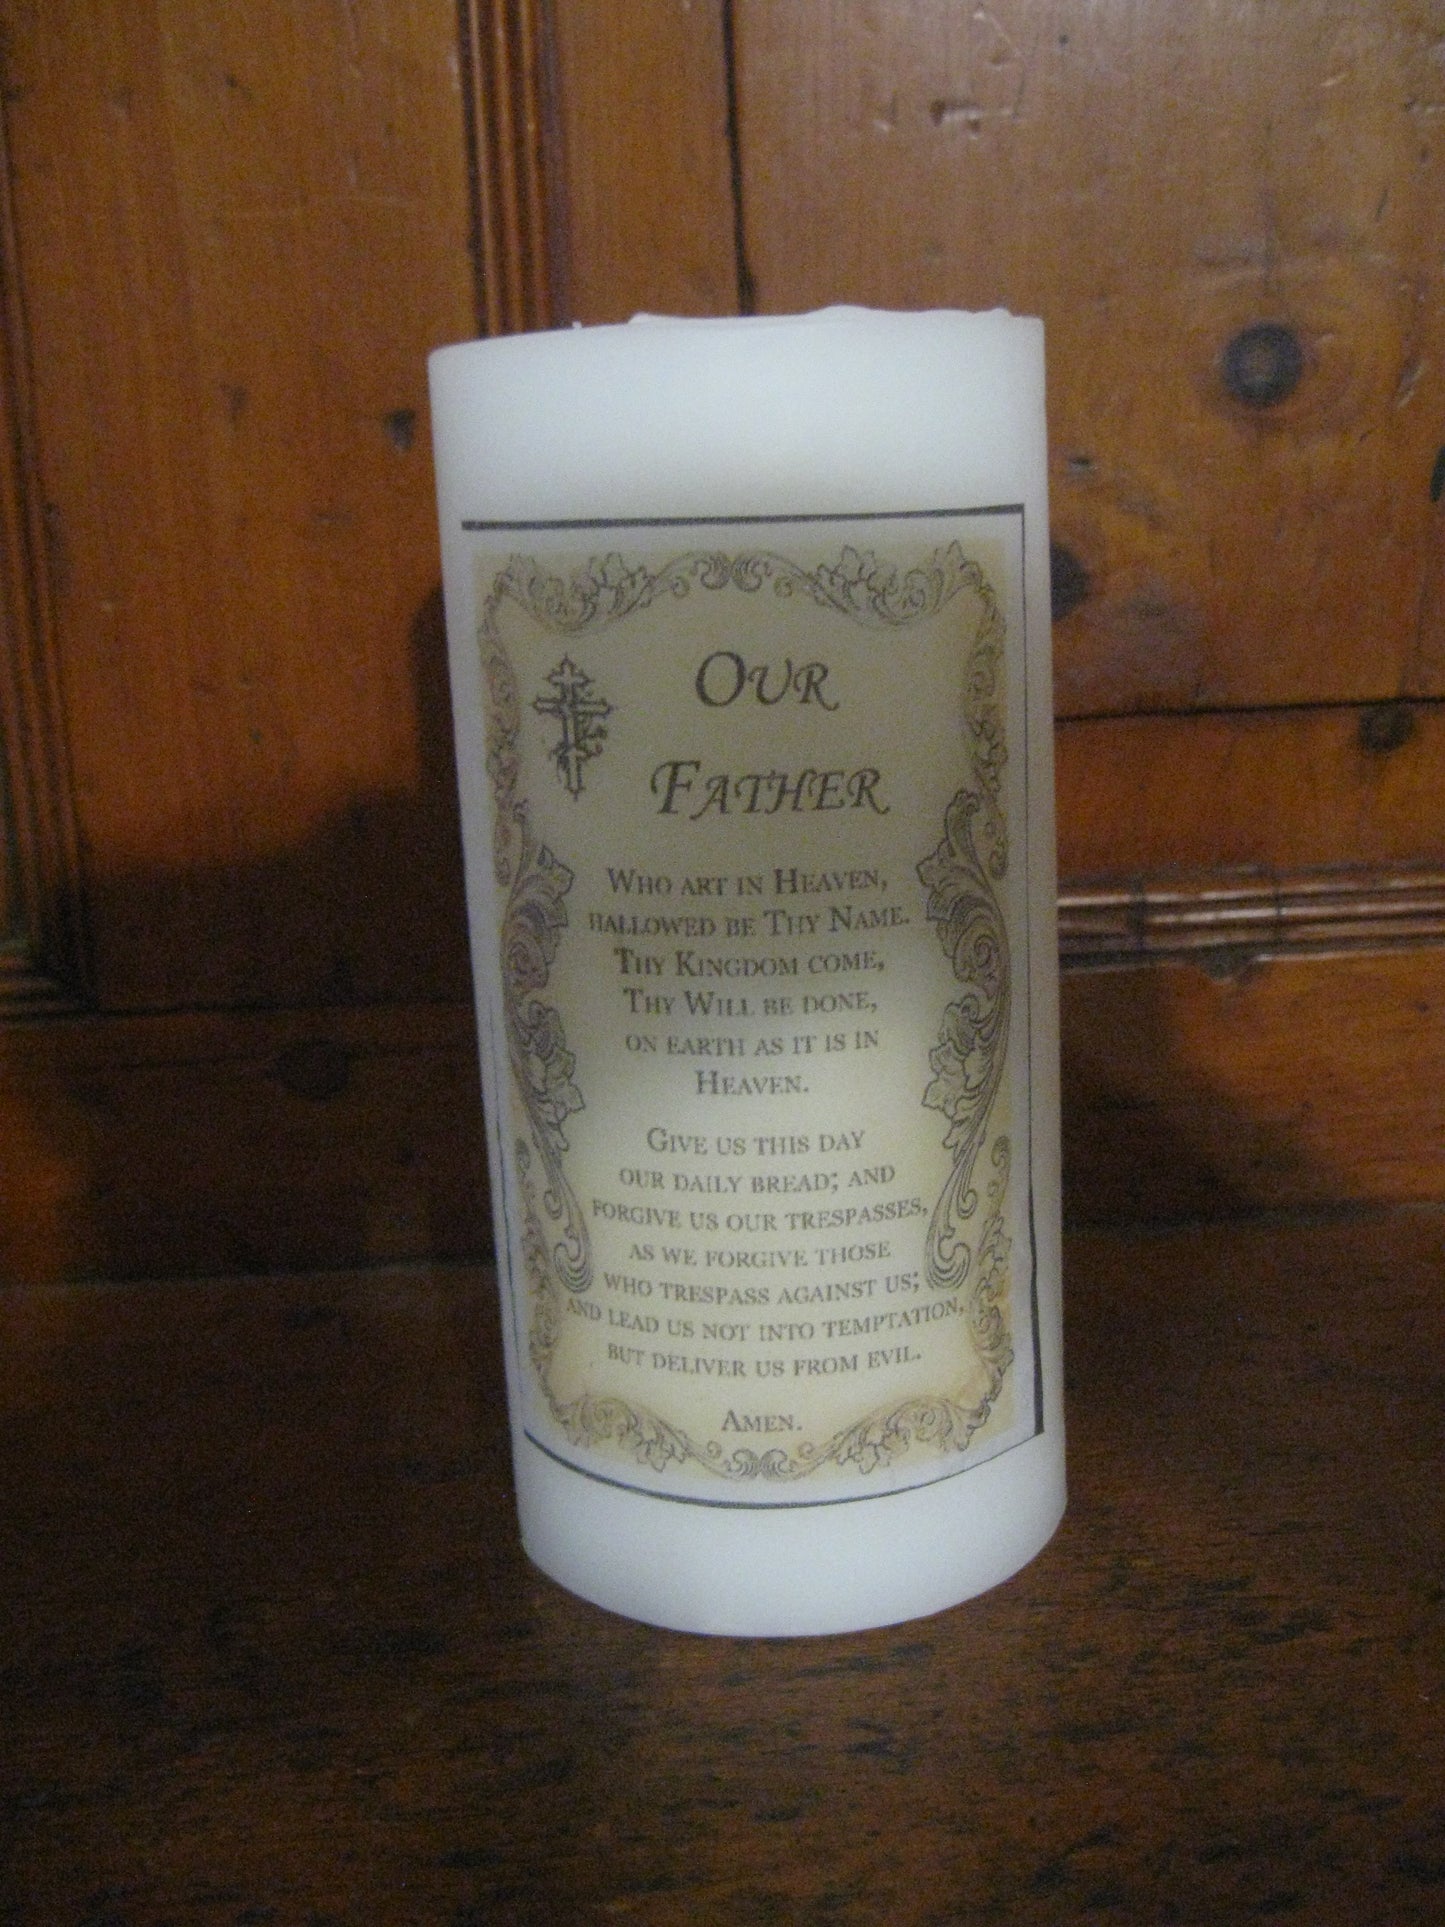 Our
Father
Who art in Heaven,
hallowed be Thy Name.
Thy Kingdom come,
Thy Will be done,
on earth as it is in
Heaven.
Give us this day
our daily bread; and
forgive us our trespasses,
as we forgive those
who trespass against us;
and lead us not into temptation,
but deliver us from evil.
Amen.